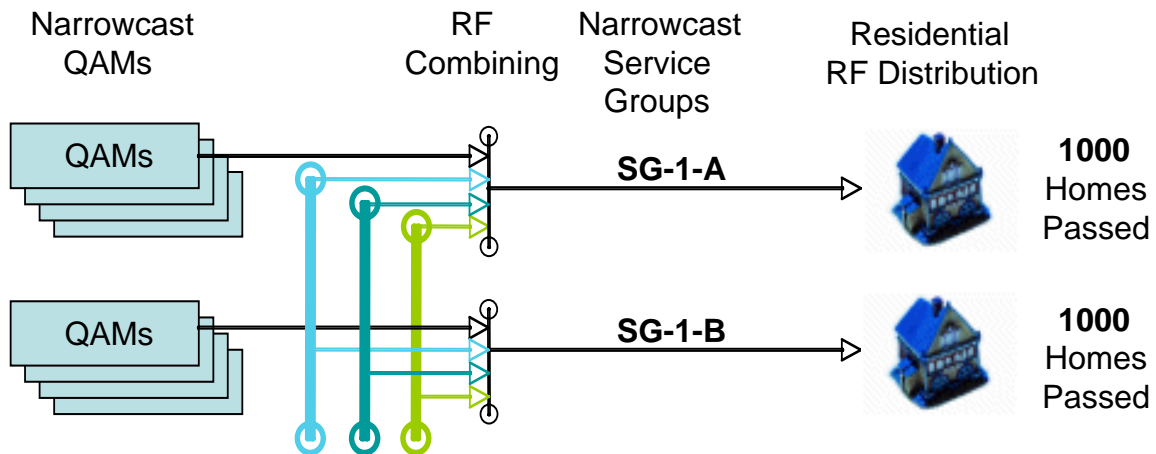 Narrowcast
QAMs
RF
Combining
Narrowcast
Service
Groups
Residential
RF Distribution
QAMs
SG-1-A
1000
Homes
Passed
QAMs
SG-1-B
1000
Homes
Passed